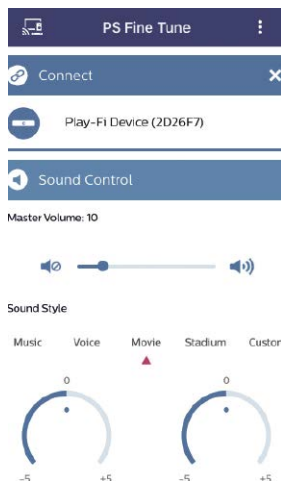 PS Fine Tune
Connect
Play-Fi Device (2D26F7)
Sound Control
Master Volume: 10
Sound Style
Music Voice Movie Stadium Custom
0 0
-5 +5 -5 +5